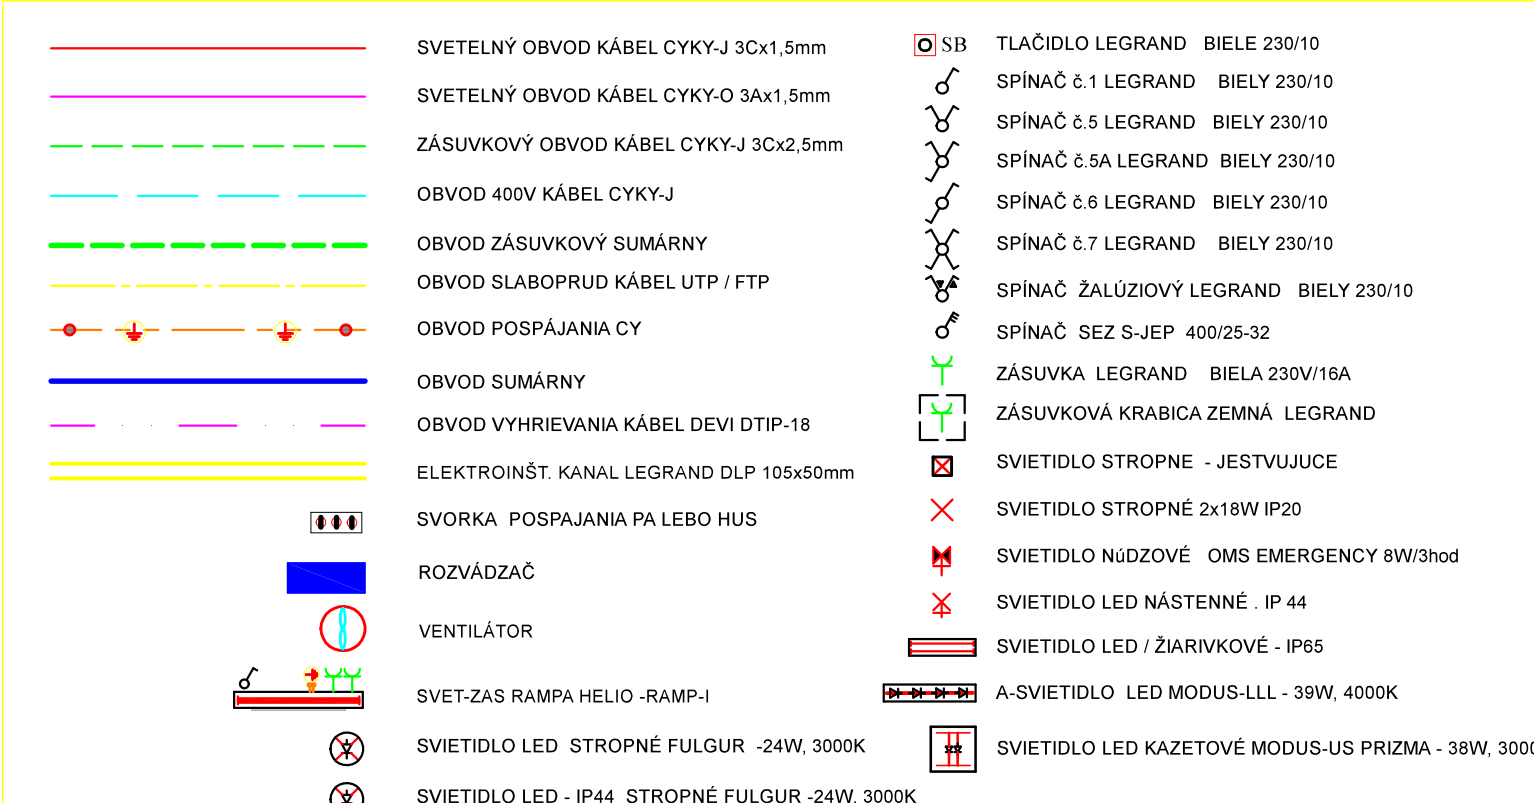 SVETELNÝ OBVOD KÁBEL CYKY-J 3Cx1,5mm
SVETELNÝ OBVOD KÁBEL CYKY-O 3Ax1,5mm
ZÁSUVKOVÝ OBVOD KÁBEL CYKY-J 3Cx2,5mm
OBVOD 400V KÁBEL CYKY-J
OBVOD ZÁSUVKOVÝ SUMÁRNY
OBVOD SLABOPRUD KÁBEL UTP / FTP
OBVOD POSPÁJANIA CY
OBVOD SUMÁRNY
OBVOD VYHRIEVANIA KÁBEL DEVI DTIP-18
ELEKTROINŠT. KANAL LEGRAND DLP 105x50mm
SVORKA POSPAJANIA PA LEBO HUS
ROZVÁDZAČ
VENTILÁTOR
SVET-ZAS RAMPA HELIO -RAMP-I
SVIETIDLO LED STROPNÉ FULGUR -24W, 3000K
SVIETIDLO LED - IP44 STROPNÉ FULGUR -24W, 3000K
SB TLAČIDLO LEGRAND BIELE 230/10
SPÍNAČ č.1 LEGRAND BIELY 230/10
SPÍNAČ č.5 LEGRAND BIELY 230/10
SPÍNAČ č.5A LEGRAND BIELY 230/10
SPÍNAČ č.6 LEGRAND BIELY 230/10
SPÍNAČ č.7 LEGRAND BIELY 230/10
SPÍNAČ ŽALÚZIOVÝ LEGRAND BIELY 230/10
SPÍNAČ SEZ S-JEP 400/25-32
ZÁSUVKA LEGRAND BIELA 230V/16A
ZÁSUVKOVÁ KRABICA ZEMNÁ LEGRAND
SVIETIDLO STROPNE - JESTVUJUCE
SVIETIDLO STROPNÉ 2x18W IP20
SVIETIDLO NúDZOVÉ OMS EMERGENCY 8W/3hod
SVIETIDLO LED NÁSTENNÉ . IP 44
SVIETIDLO LED / ŽIARIVKOVÉ - IP65
A-SVIETIDLO LED MODUS-LLL - 39W, 4000K
SVIETIDLO LED KAZETOVÉ MODUS-US PRIZMA - 38W, 3000